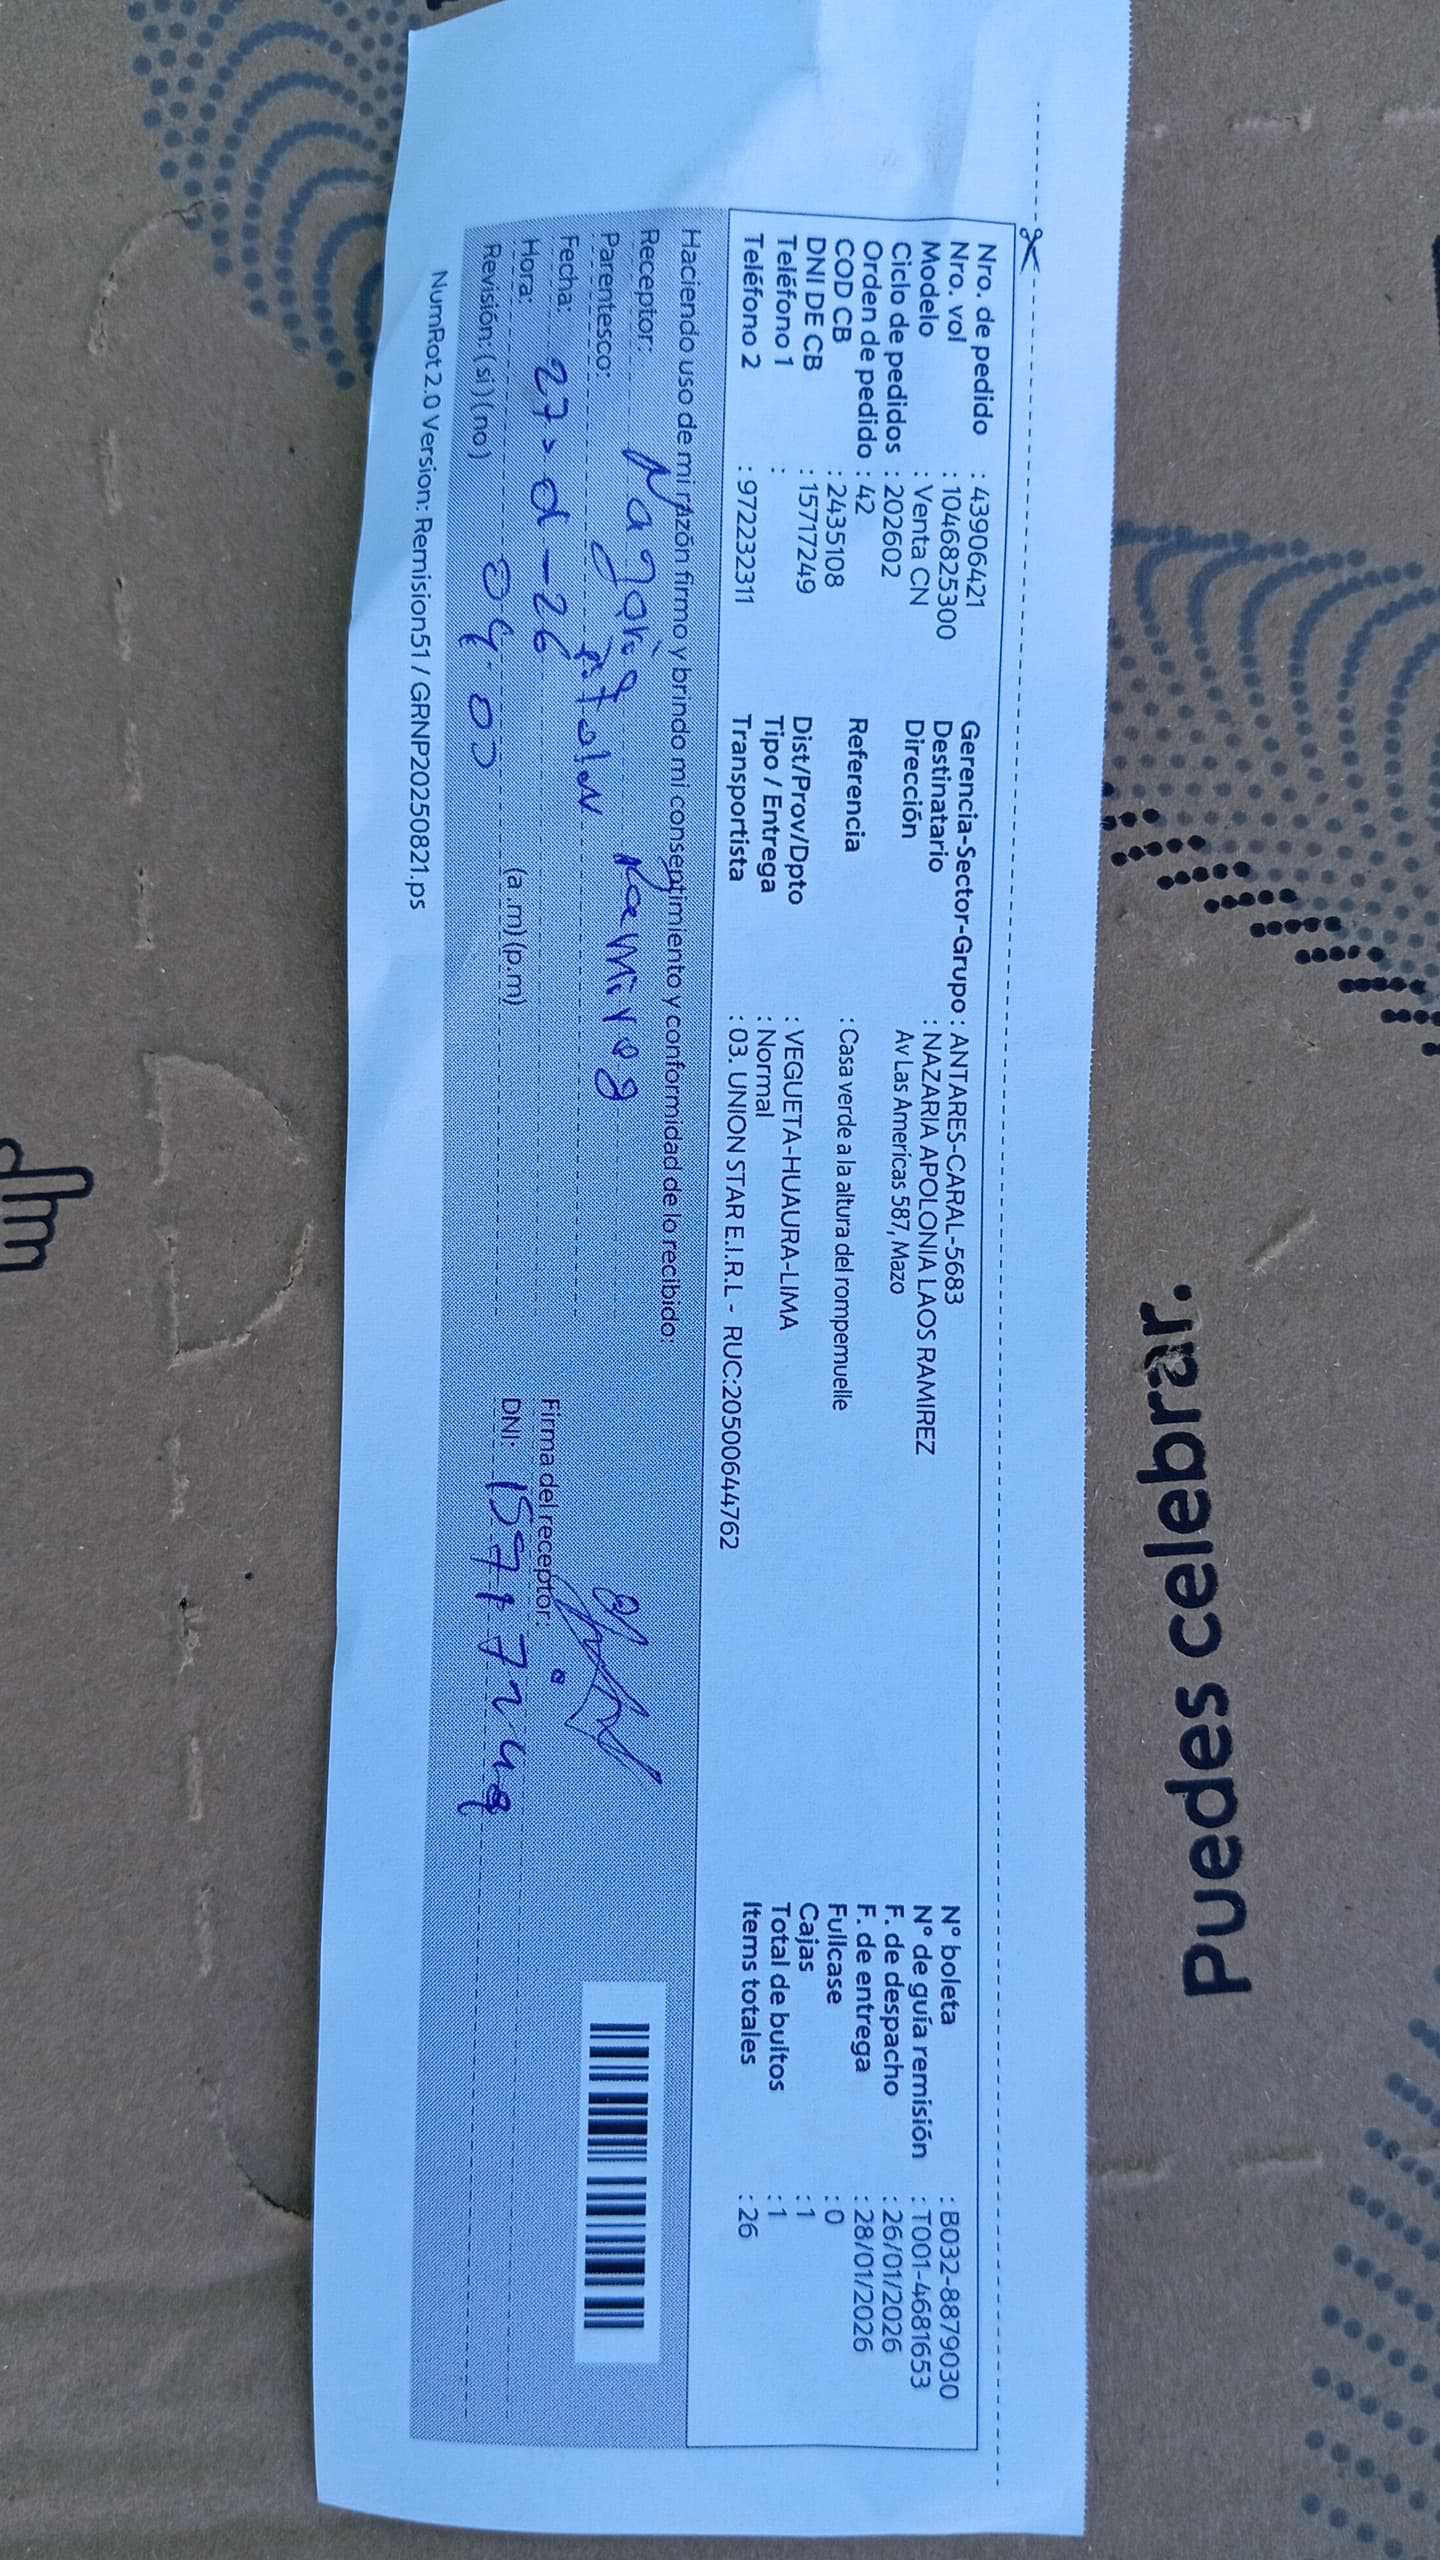 Nro. de pedido : 43906421
Nro. vol : 1046825300
Modelo : Venta CN
Ciclo de pedidos : 202602
Orden de pedido : 42
COD CB : 2435108
DNI DE CB : 15717249
Teléfono 1 :
Teléfono 2 : 972232311
Gerencia-Sector-Grupo : ANTARES-CARAL-5683
Destinatario : NAZARIA APOLONIA LAOS RAMIREZ
Dirección Av Las Americas 587, Mazo
Referencia : Casa verde a la altura del rompemuelle
Dist/Prov/Dpto : VEGUETA-HUAURA-LIMA
Tipo / Entrega : Normal
Transportista : 03. UNION STAR E.I.R.L - RUC:20500644762
N° boleta : B032-8879030
N° de guía remisión : T001-4681653
F. de despacho : 26/01/2026
F. de entrega : 28/01/2026
Fullcase : 0
Cajas : 1
Total de bultos : 1
Items totales : 26
Haciendo uso de mi razón firmo y brindo mi consentimiento y conformidad de lo recibido:
Receptor:
Parentesco:
Fecha:
Hora: (a.m)(p.m)
Revisión: (si)(no)
Firma del receptor:
DNI: 15717249
NumRot 2.0 Version: Remision51 / GRNP20250821.ps
Puedes celebrar.